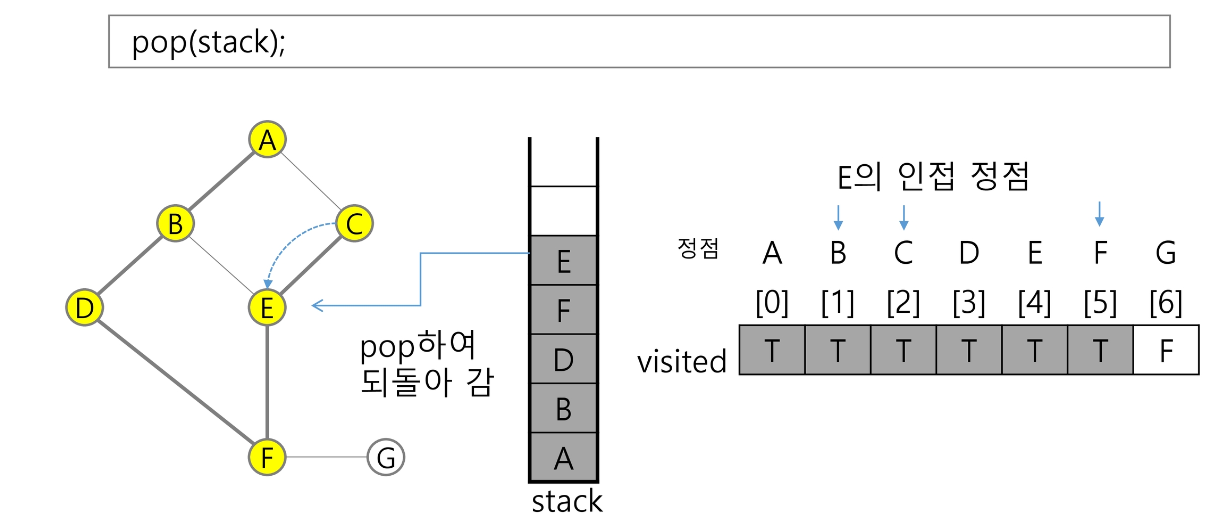 pop(stack);
A
B
C
D
E
F
G
pop하여
되돌아 감
E
F
D
B
A
stack
E의 인접 정점
정점 A B C D E F G
[0] [1] [2] [3] [4] [5] [6]
visited T T T T T T F